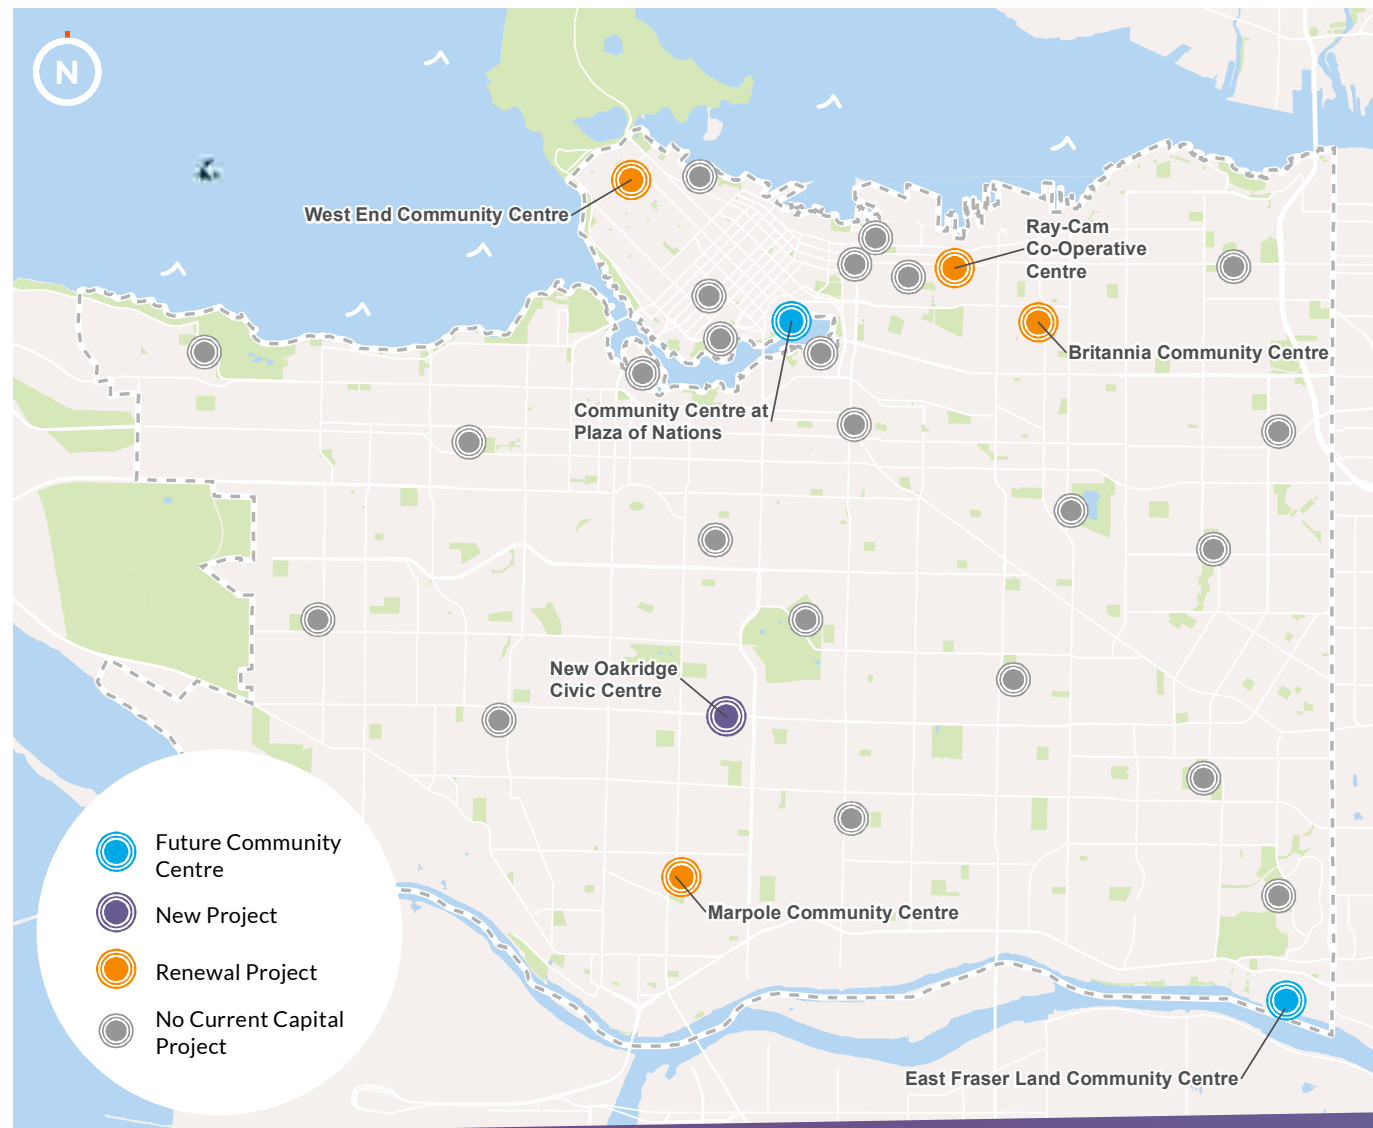 N
West End Community Centre
Ray-Cam
Co-Operative
Centre
Britannia Community Centre
Community Centre at
Plaza of Nations
New Oakridge
Civic Centre
Future Community
Centre
New Project
Renewal Project
No Current Capital
Project
Marpole Community Centre
East Fraser Land Community Centre